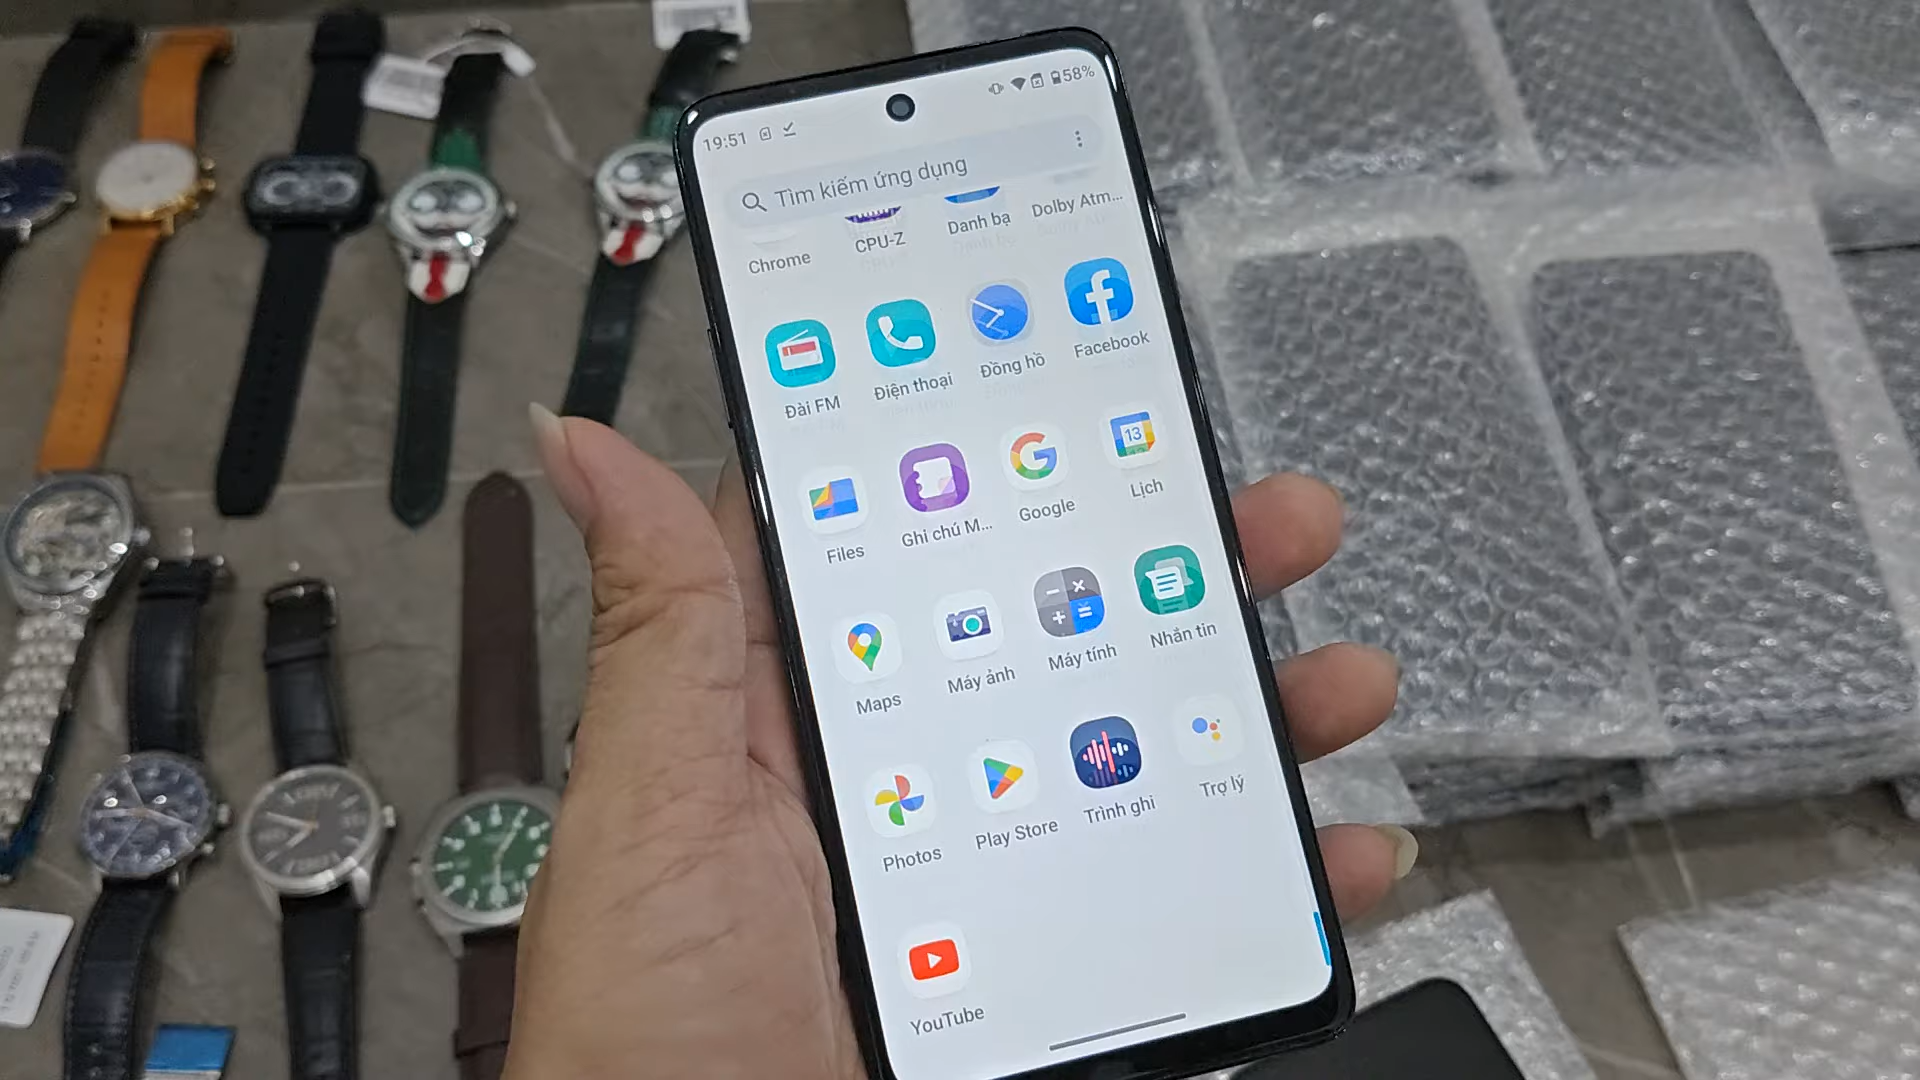 19:51
58%
Tìm kiếm ứng dụng
Chrome
CPU-Z
Danh bạ
Dolby Atm...
Đài FM
Điện thoại
Đồng hồ
Facebook
Files
Ghi chú M...
Google
13
Lịch
Maps
Máy ảnh
Máy tính
Nhắn tin
Photos
Play Store
Trình ghi
Trợ lý
YouTube